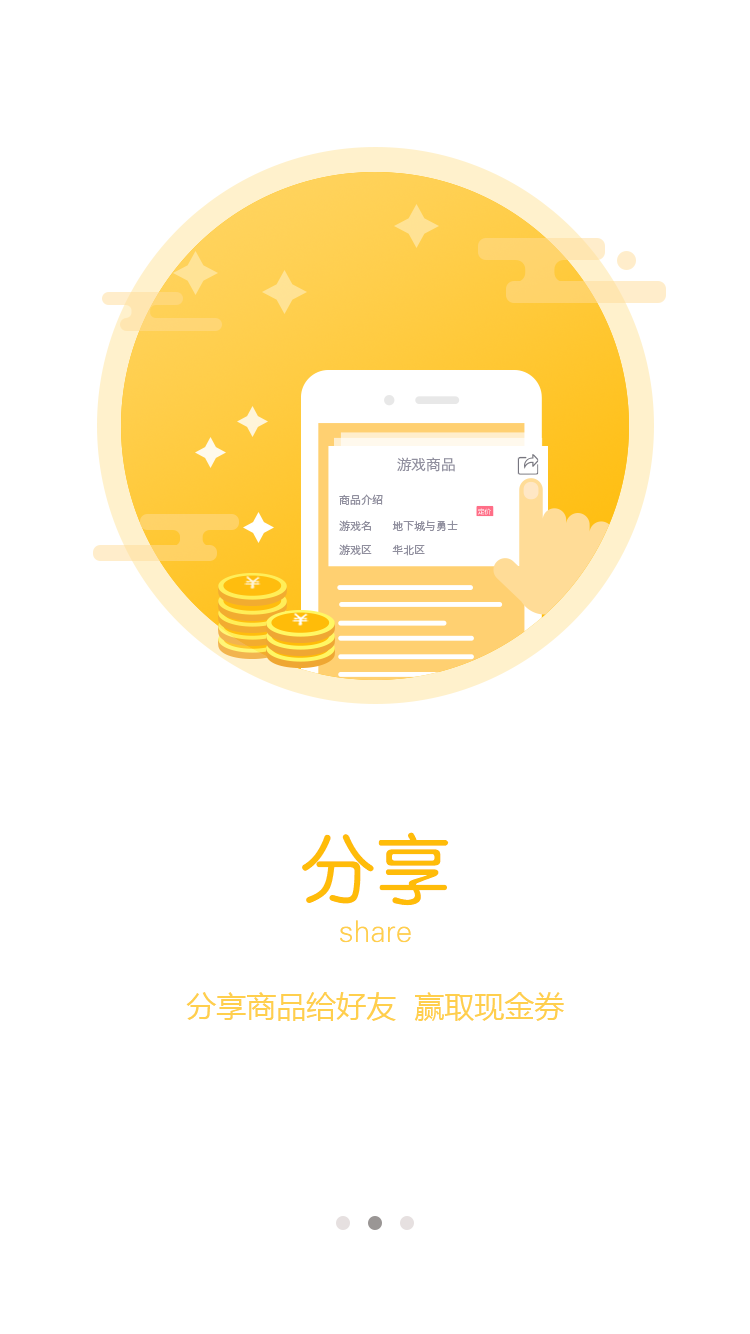 游戏商品
商品介绍
定价
游戏名 地下城与勇士
游戏区 华北区
¥
¥
分享
share
分享商品给好友 赢取现金券